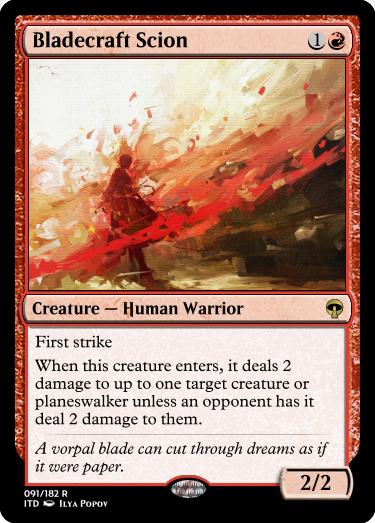 Bladecraft Scion 1
Creature — Human Warrior
First strike
When this creature enters, it deals 2
damage to up to one target creature or
planeswalker unless an opponent has it
deal 2 damage to them.
A vorpal blade can cut through dreams as if
it were paper.
2/2
091/182 R
ITD Ilya Popov